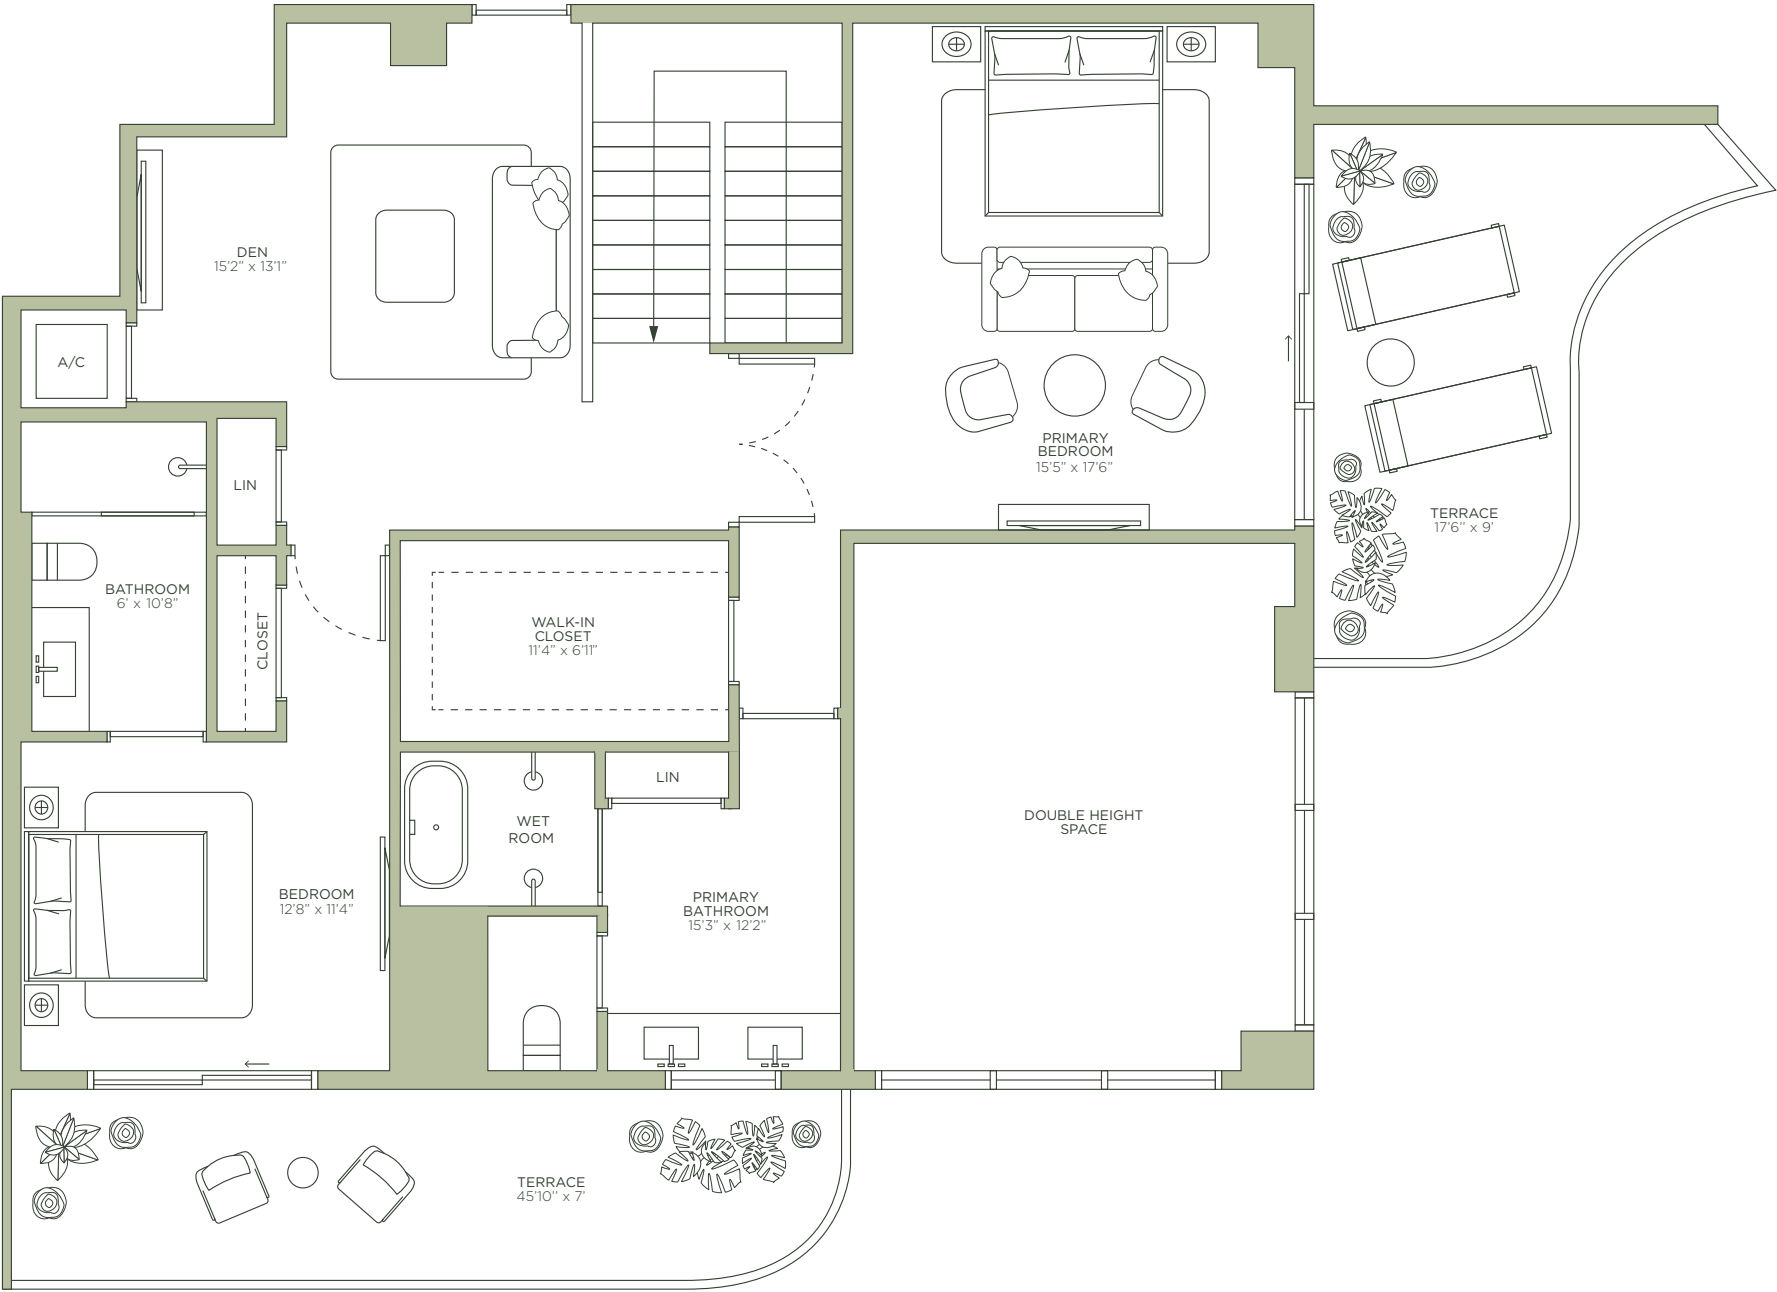 DEN
15'2" x 13'1"
A/C
LIN
PRIMARY
BEDROOM
15'5" x 17'6"
TERRACE
17'6'' x 9'
BATHROOM
6' x 10'8"
CLOSET
WALK-IN
CLOSET
11'4" x 6'11"
LIN
WET
ROOM
DOUBLE HEIGHT
SPACE
BEDROOM
12'8" x 11'4"
PRIMARY
BATHROOM
15'3" x 12'2"
TERRACE
45'10'' x 7'